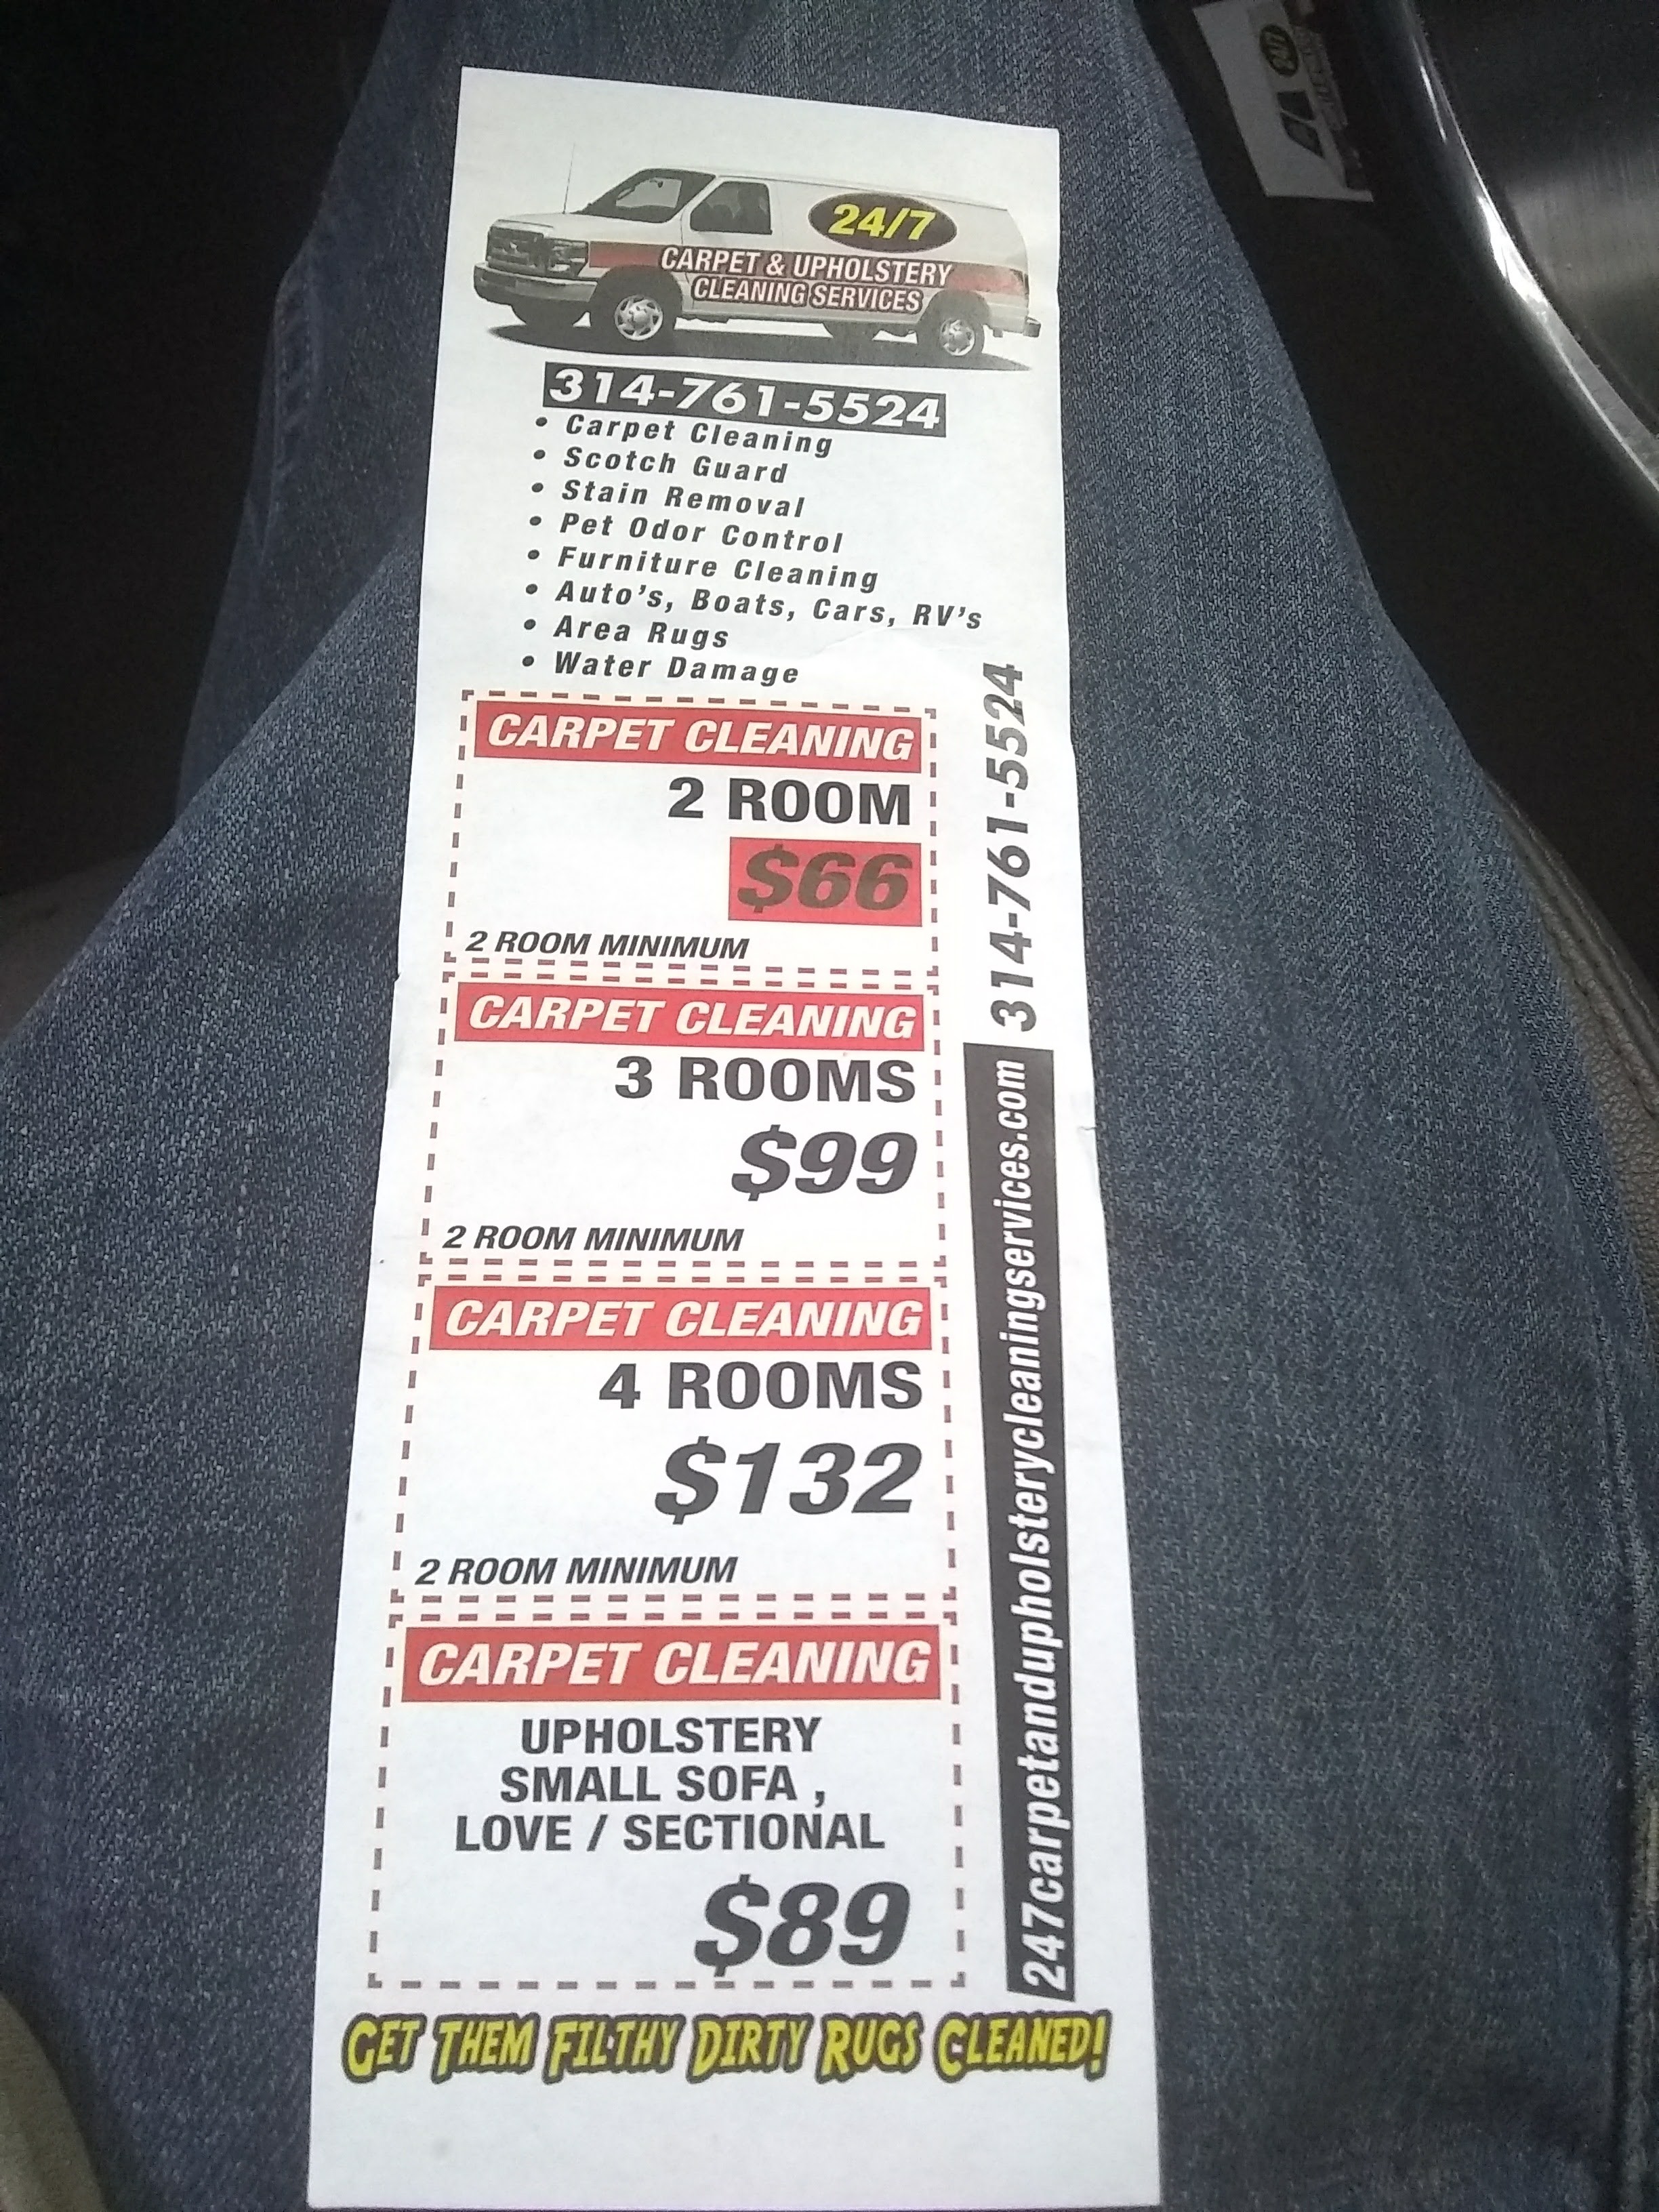 24/7
CARPET & UPHOLSTERY
CLEANING SERVICES
314-761-5524
• Carpet Cleaning
• Scotch Guard
• Stain Removal
• Pet Odor Control
• Furniture Cleaning
• Auto's, Boats, Cars, RV's
• Area Rugs
• Water Damage
CARPET CLEANING
2 ROOM
$66
2 ROOM MINIMUM
CARPET CLEANING
3 ROOMS
$99
2 ROOM MINIMUM
CARPET CLEANING
4 ROOMS
$132
2 ROOM MINIMUM
CARPET CLEANING
UPHOLSTERY
SMALL SOFA ,
LOVE / SECTIONAL
$89
314-761-5524
247carpetandupholsterycleaningservices.com
GET THEM FILTHY DIRTY RUGS CLEANED!